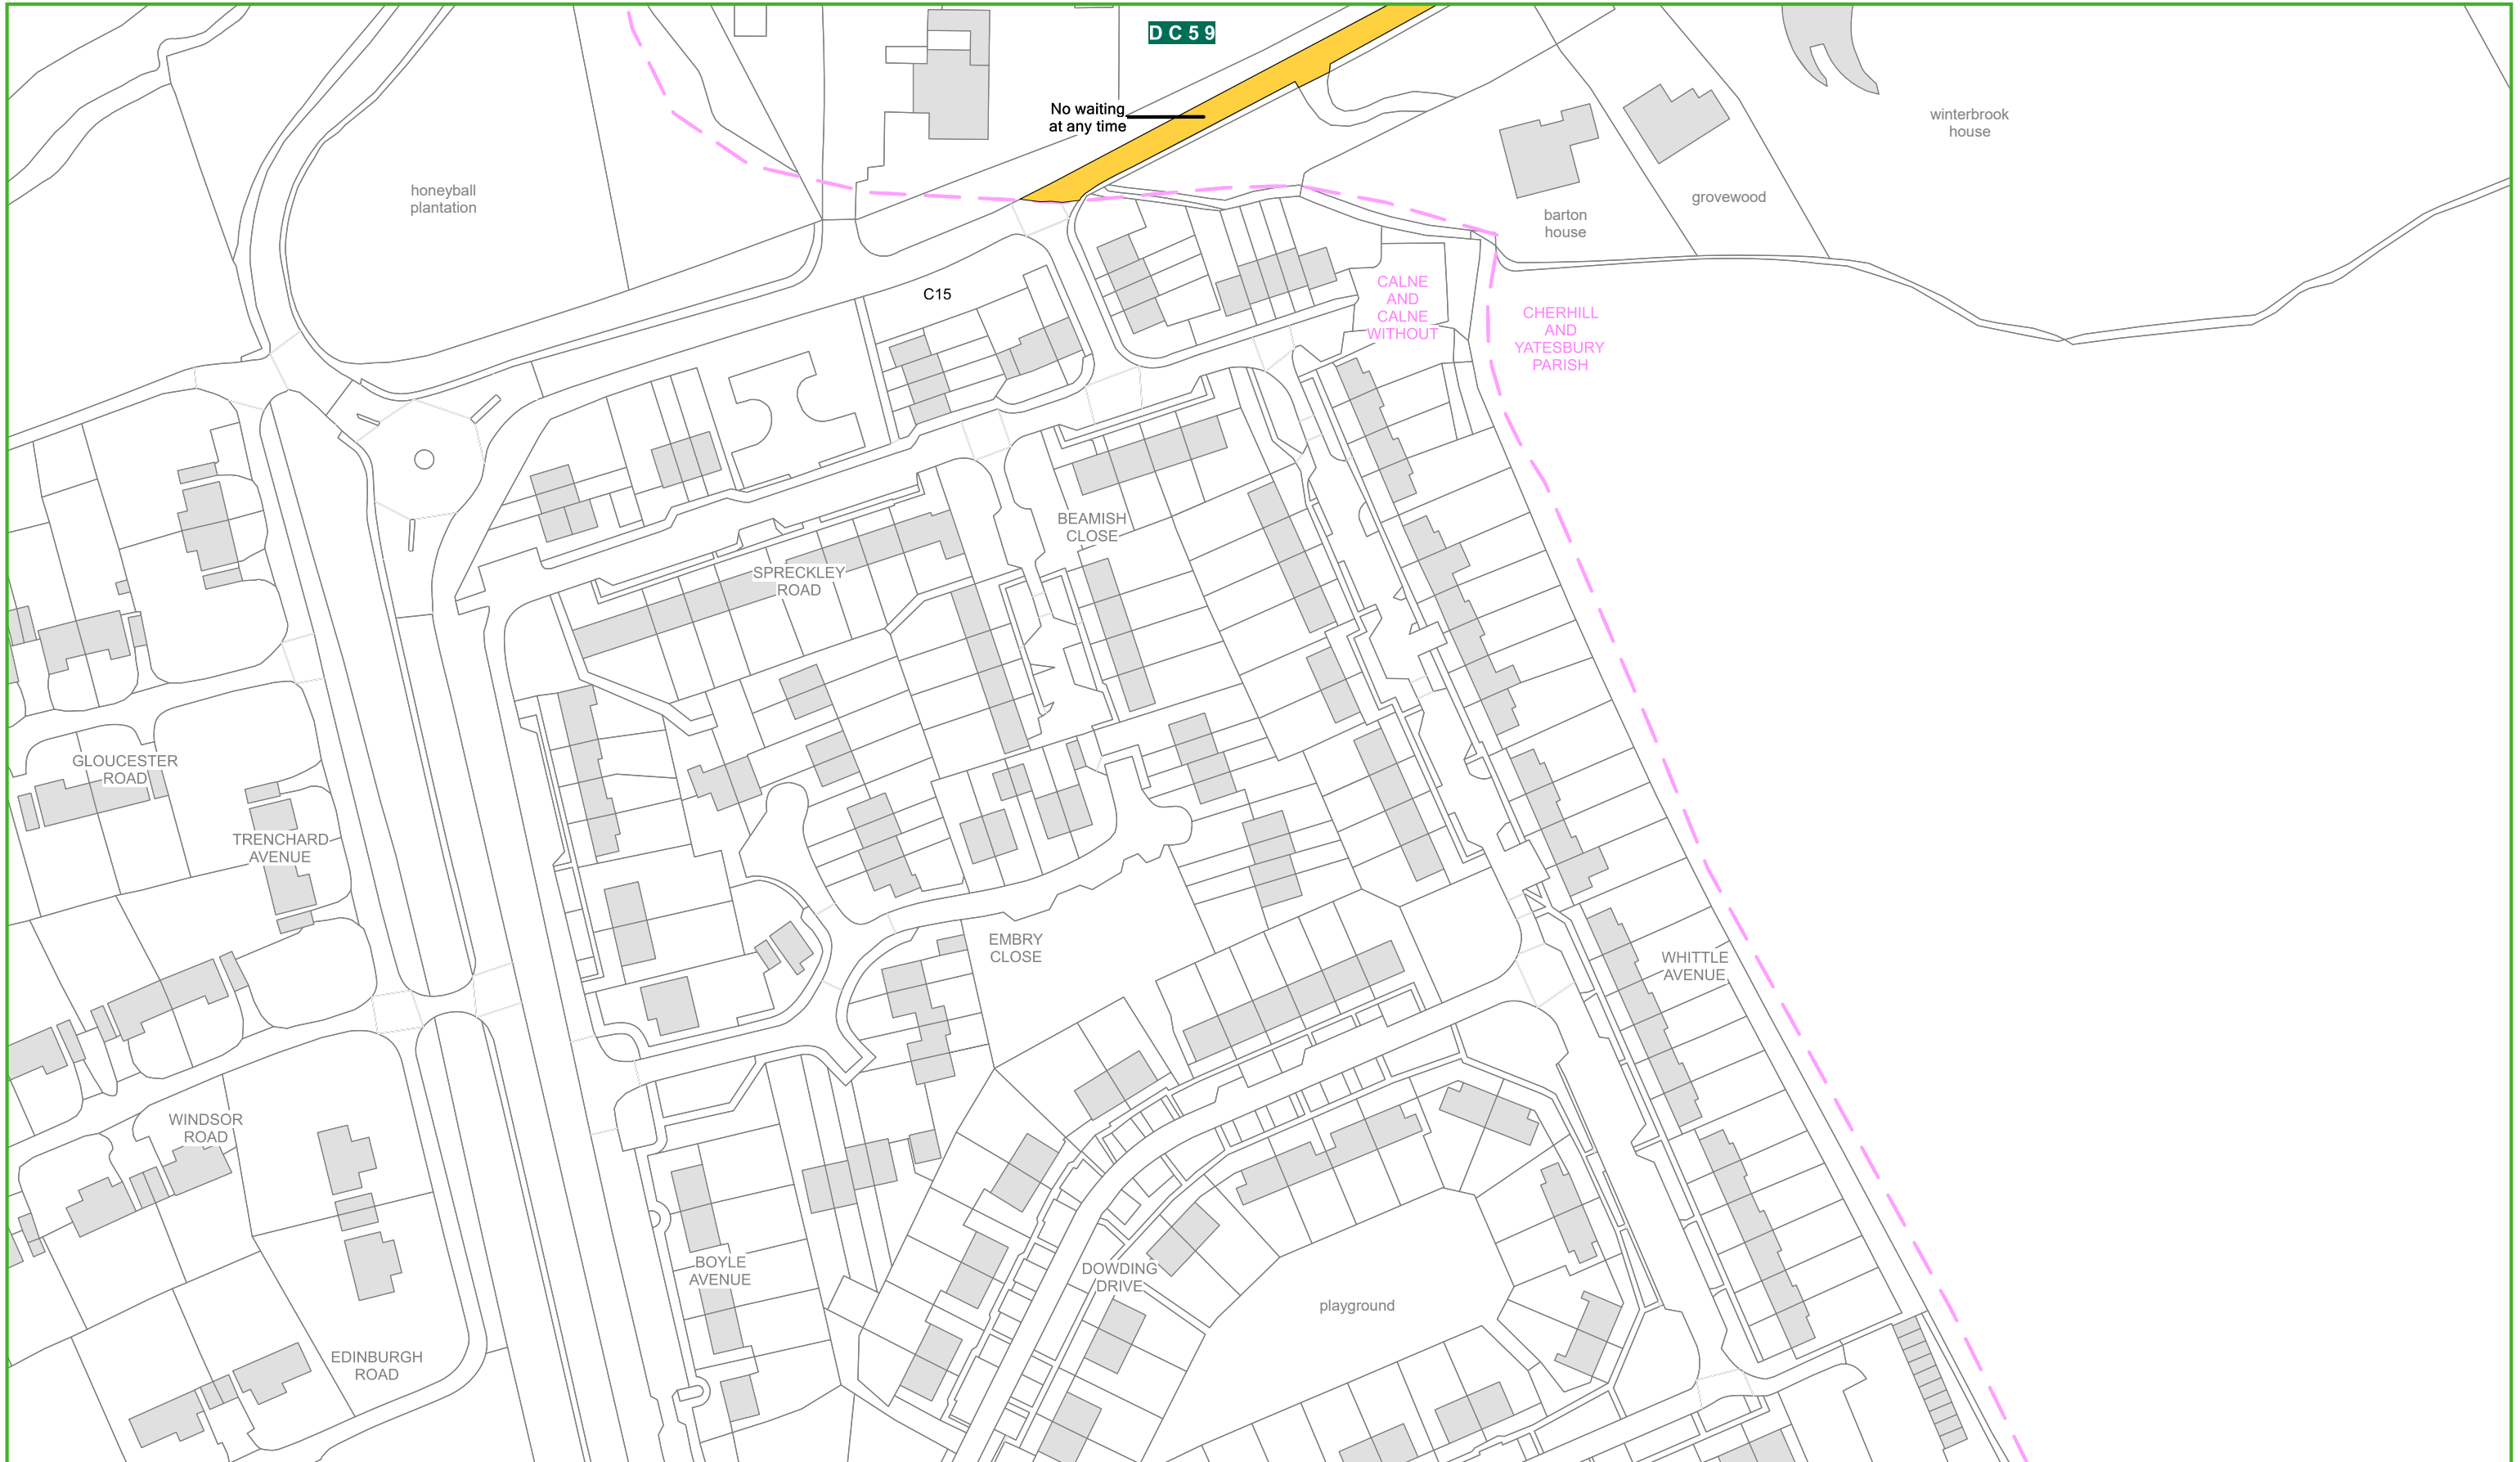 DC59
No waiting
at any time
winterbrook
house
honeyball
plantation
grovewood
barton
house
C15
CALNE
AND
CALNE
WITHOUT
CHERHILL
AND
YATESBURY
PARISH
BEAMISH
CLOSE
SPRECKLEY
ROAD
GLOUCESTER
ROAD
TRENCHARD
AVENUE
EMBRY
CLOSE
WHITTLE
AVENUE
WINDSOR
ROAD
BOYLE
AVENUE
DOWDING
DRIVE
playground
EDINBURGH
ROAD